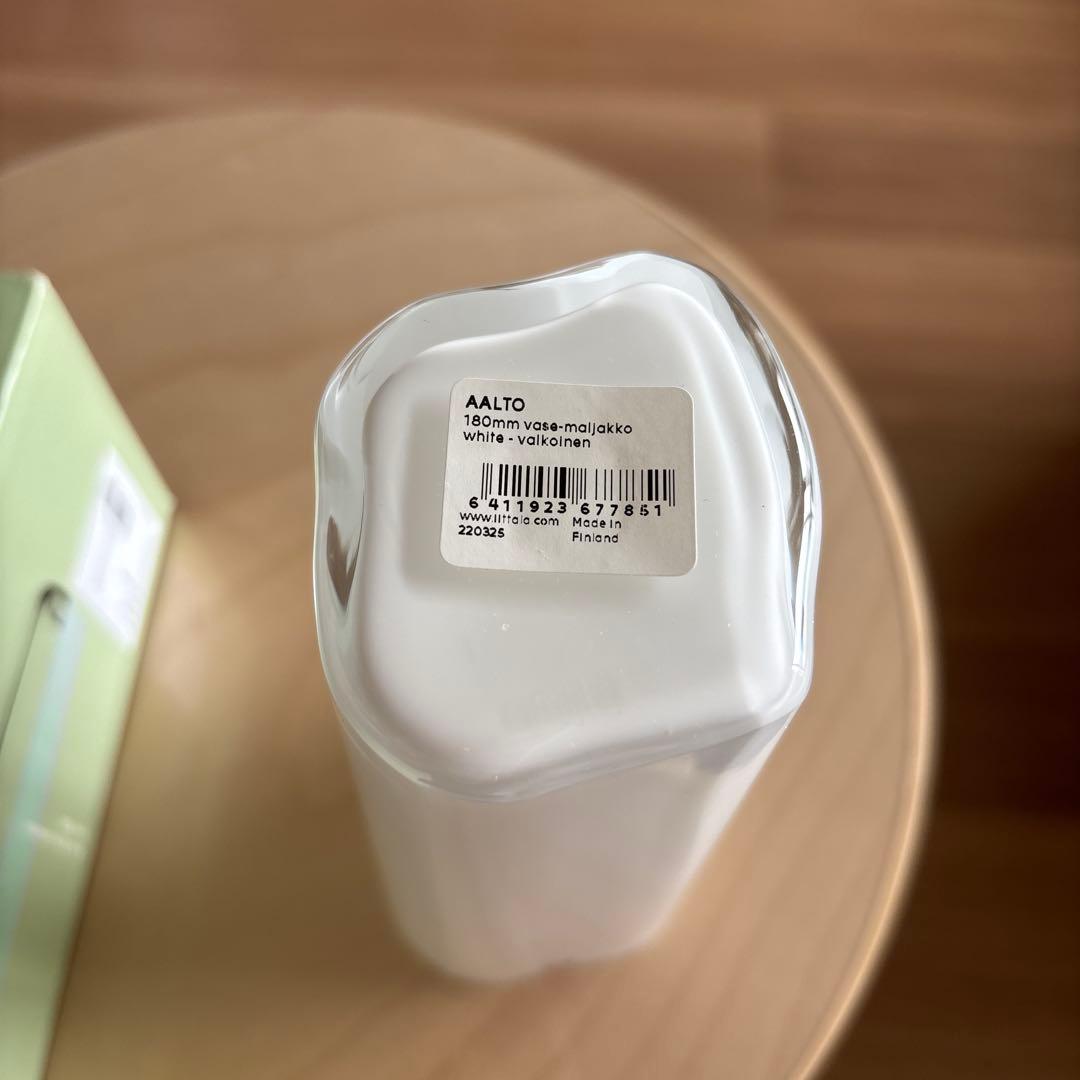 AALTO
180mm vase-maljakko
white - valkoinen
6 411923 677851
www.iittala.com Made in
220325 Finland